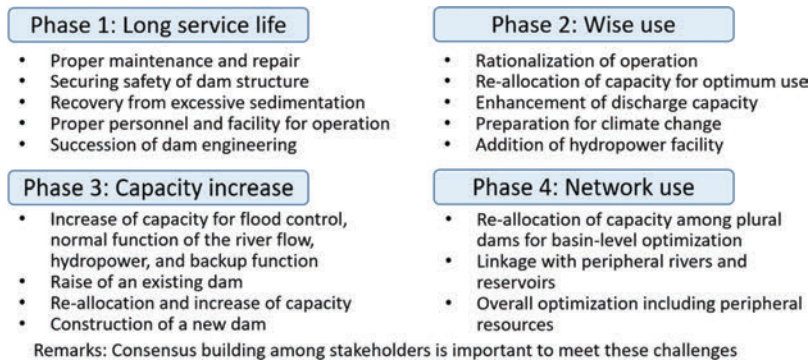 Phase 1: Long service life
• Proper maintenance and repair
• Securing safety of dam structure
• Recovery from excessive sedimentation
• Proper personnel and facility for operation
• Succession of dam engineering
Phase 2: Wise use
• Rationalization of operation
• Re-allocation of capacity for optimum use
• Enhancement of discharge capacity
• Preparation for climate change
• Addition of hydropower facility
Phase 3: Capacity increase
• Increase of capacity for flood control,
normal function of the river flow,
hydropower, and backup function
• Raise of an existing dam
• Re-allocation and increase of capacity
• Construction of a new dam
Phase 4: Network use
• Re-allocation of capacity among plural
dams for basin-level optimization
• Linkage with peripheral rivers and
reservoirs
• Overall optimization including peripheral
resources
Remarks: Consensus building among stakeholders is important to meet these challenges